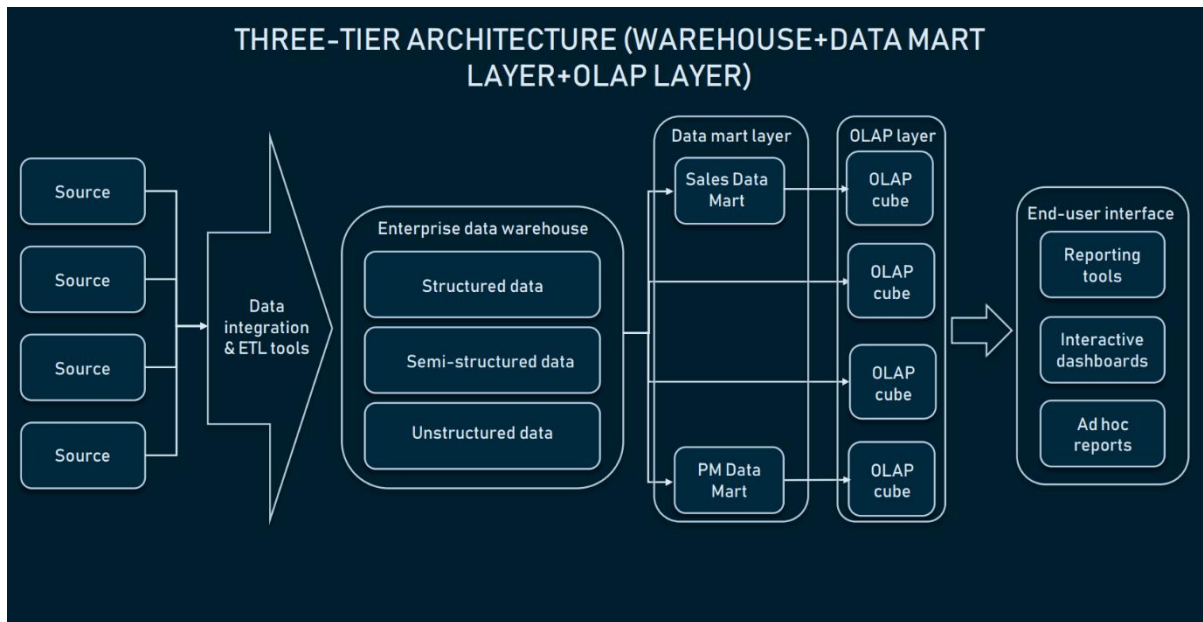 THREE-TIER ARCHITECTURE (WAREHOUSE+DATA MART
LAYER+OLAP LAYER)
Source
Source
Source
Source
Data
integration
& ETL tools
Enterprise data warehouse
Structured data
Semi-structured data
Unstructured data
Data mart layer
Sales Data
Mart
PM Data
Mart
OLAP layer
OLAP
cube
OLAP
cube
OLAP
cube
OLAP
cube
End-user interface
Reporting
tools
Interactive
dashboards
Ad hoc
reports